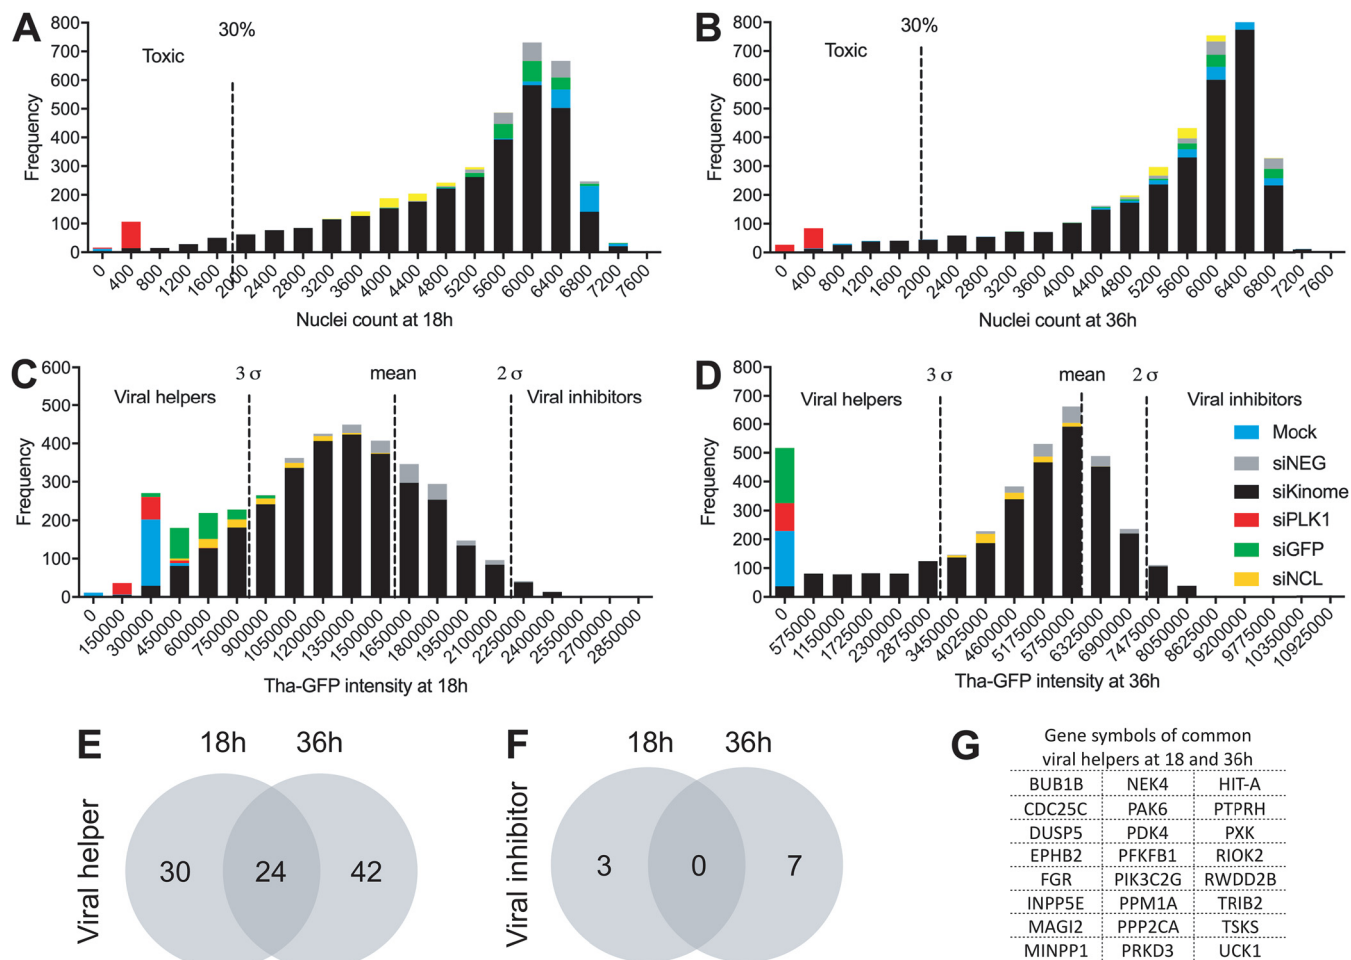 A
800
700
600
500
400
300
200
100
0
Frequency
Toxic
30%
0 400 800 1200 1600 2000 2400 2800 3200 3600 4000 4400 4800 5200 5600 6000 6400 6800 7200 7600
Nuclei count at 18h
B
800
700
600
500
400
300
200
100
0
Frequency
Toxic
30%
0 400 800 1200 1600 2000 2400 2800 3200 3600 4000 4400 4800 5200 5600 6000 6400 6800 7200 7600
Nuclei count at 36h
C
600
500
400
300
200
100
0
Frequency
Viral helpers
3 σ
mean
2 σ
Viral inhibitors
0 150000 300000 450000 600000 750000 900000 1050000 1200000 1350000 1500000 1650000 1800000 1950000 2100000 2250000 2400000 2550000 2700000 2850000
Tha-GFP intensity at 18h
D
800
700
600
500
400
300
200
100
0
Frequency
Viral helpers
3 σ
mean
2 σ
Viral inhibitors
Mock
siNEG
siKinome
siPLK1
siGFP
siNCL
0 575000 1150000 1725000 2300000 2875000 3450000 4025000 4600000 5175000 5750000 6325000 6900000 7475000 8050000 8625000 9200000 9775000 10350000 10925000
Tha-GFP intensity at 36h
E
18h 36h
Viral helper
30 24 42
F
18h 36h
Viral inhibitor
3 0 7
G
Gene symbols of common
viral helpers at 18 and 36h
BUB1B NEK4 HIT-A
CDC25C PAK6 PTPRH
DUSP5 PDK4 PXK
EPHB2 PFKFB1 RIOK2
FGR PIK3C2G RWDD2B
INPP5E PPM1A TRIB2
MAGI2 PPP2CA TSKS
MINPP1 PRKD3 UCK1